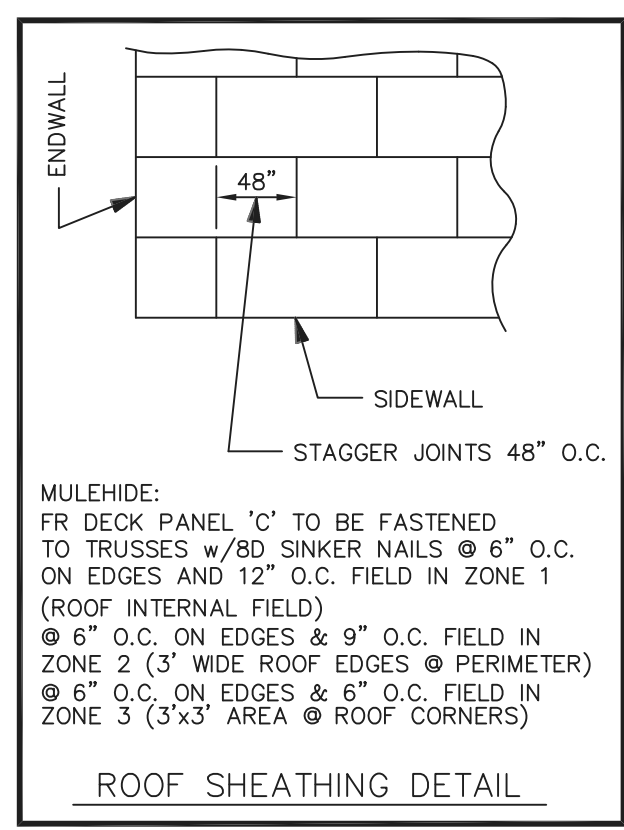 ENDWALL
48"
SIDEWALL
STAGGER JOINTS 48" O.C.
MULEHIDE:
FR DECK PANEL 'C' TO BE FASTENED
TO TRUSSES w/8D SINKER NAILS @ 6" O.C.
ON EDGES AND 12" O.C. FIELD IN ZONE 1
(ROOF INTERNAL FIELD)
@ 6" O.C. ON EDGES & 9" O.C. FIELD IN
ZONE 2 (3' WIDE ROOF EDGES @ PERIMETER)
@ 6" O.C. ON EDGES & 6" O.C. FIELD IN
ZONE 3 (3'x3' AREA @ ROOF CORNERS)
ROOF SHEATHING DETAIL